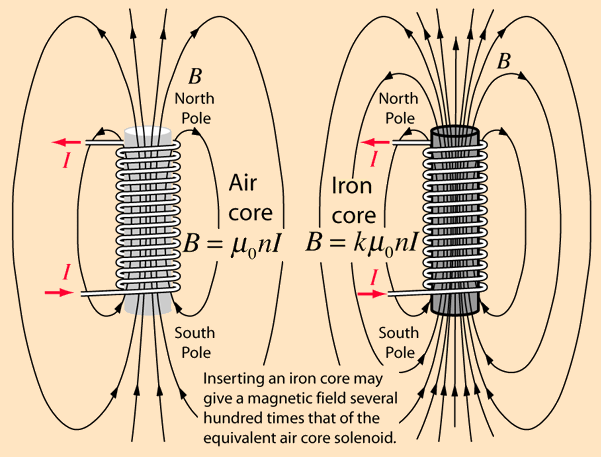 B
North
Pole
I
Air
core
B = μ₀nI
I
South
Pole
B
North
Pole
I
Iron
core
B = kμ₀nI
I
South
Pole
Inserting an iron core may
give a magnetic field several
hundred times that of the
equivalent air core solenoid.